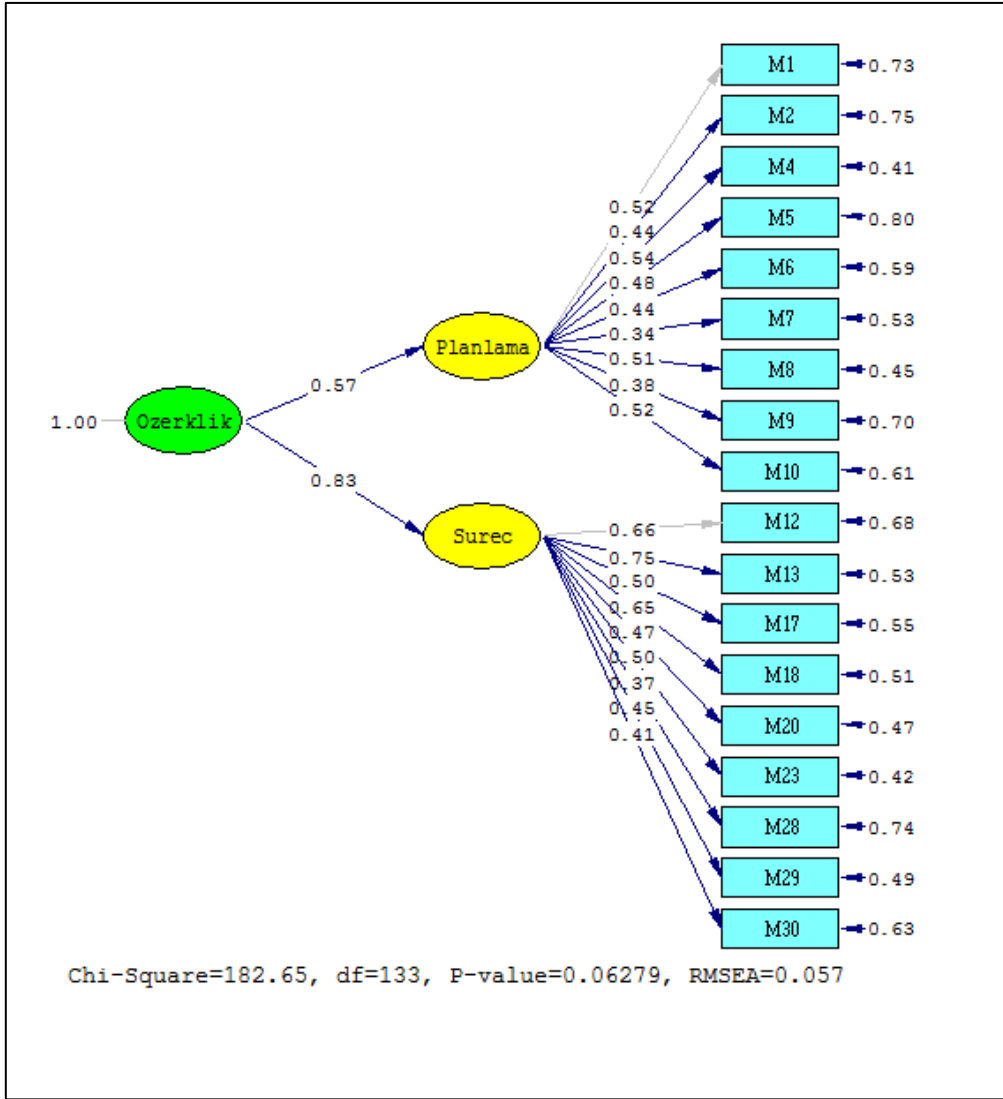 M1 0.73
M2 0.75
M4 0.41
M5 0.80
M6 0.59
M7 0.53
M8 0.45
M9 0.70
M10 0.61
M12 0.68
M13 0.53
M17 0.55
M18 0.51
M20 0.47
M23 0.42
M28 0.74
M29 0.49
M30 0.63
0.52
0.44
0.54
0.48
0.44
0.34
0.51
0.38
0.52
Planlama
0.57
1.00 Ozerklik
0.83
Surec
0.66
0.75
0.50
0.65
0.47
0.50
0.37
0.45
0.41
Chi-Square=182.65, df=133, P-value=0.06279, RMSEA=0.057